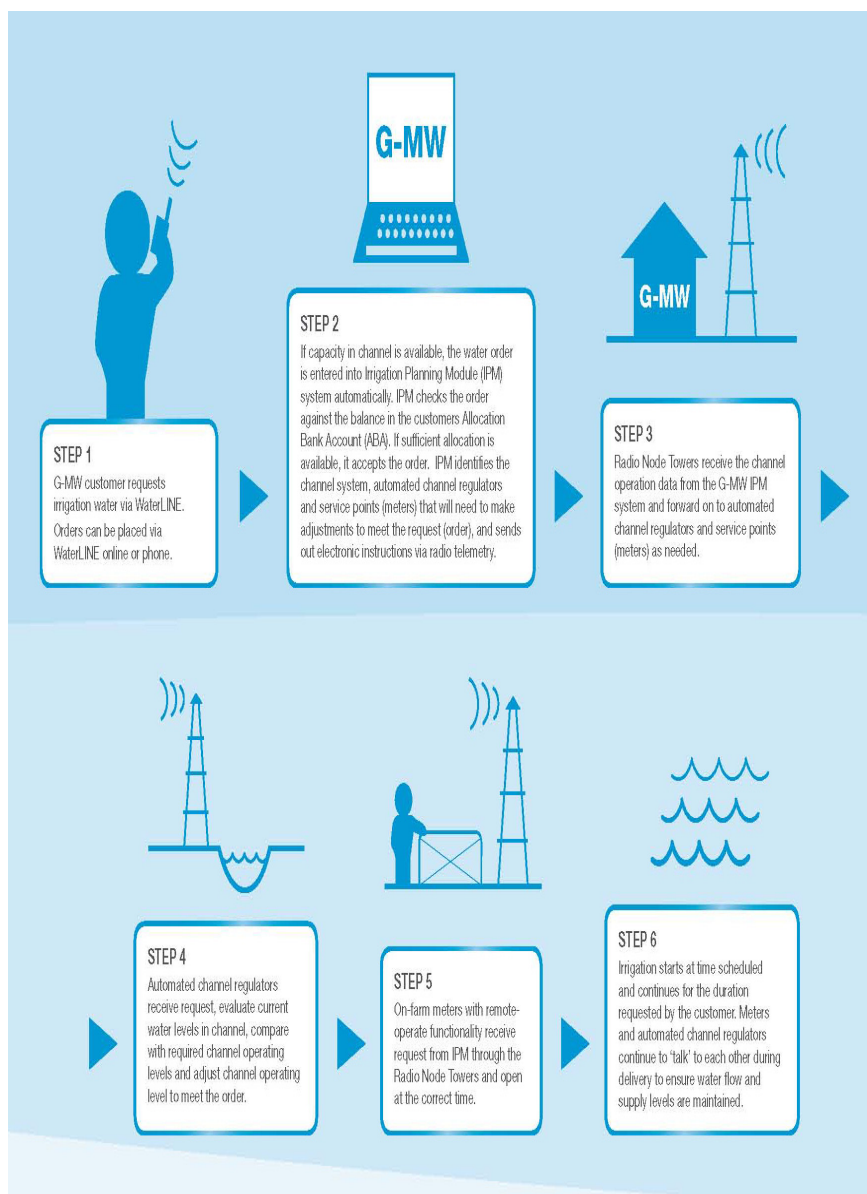 G-MW
G-MW
STEP 1
G-MW customer requests
irrigation water via WaterLINE.
Orders can be placed via
WaterLINE online or phone.
STEP 2
If capacity in channel is available, the water order
is entered into Irrigation Planning Module (IPM)
system automatically. IPM checks the order
against the balance in the customers Allocation
Bank Account (ABA). If sufficient allocation is
available, it accepts the order. IPM identifies the
channel system, automated channel regulators
and service points (meters) that will need to make
adjustments to meet the request (order), and sends
out electronic instructions via radio telemetry.
STEP 3
Radio Node Towers receive the channel
operation data from the G-MW IPM
system and forward on to automated
channel regulators and service points
(meters) as needed.
STEP 4
Automated channel regulators
receive request, evaluate current
water levels in channel, compare
with required channel operating
levels and adjust channel operating
level to meet the order.
STEP 5
On-farm meters with remote-
operate functionality receive
request from IPM through the
Radio Node Towers and open
at the correct time.
STEP 6
Irrigation starts at time scheduled
and continues for the duration
requested by the customer. Meters
and automated channel regulators
continue to ‘talk’ to each other during
delivery to ensure water flow and
supply levels are maintained.